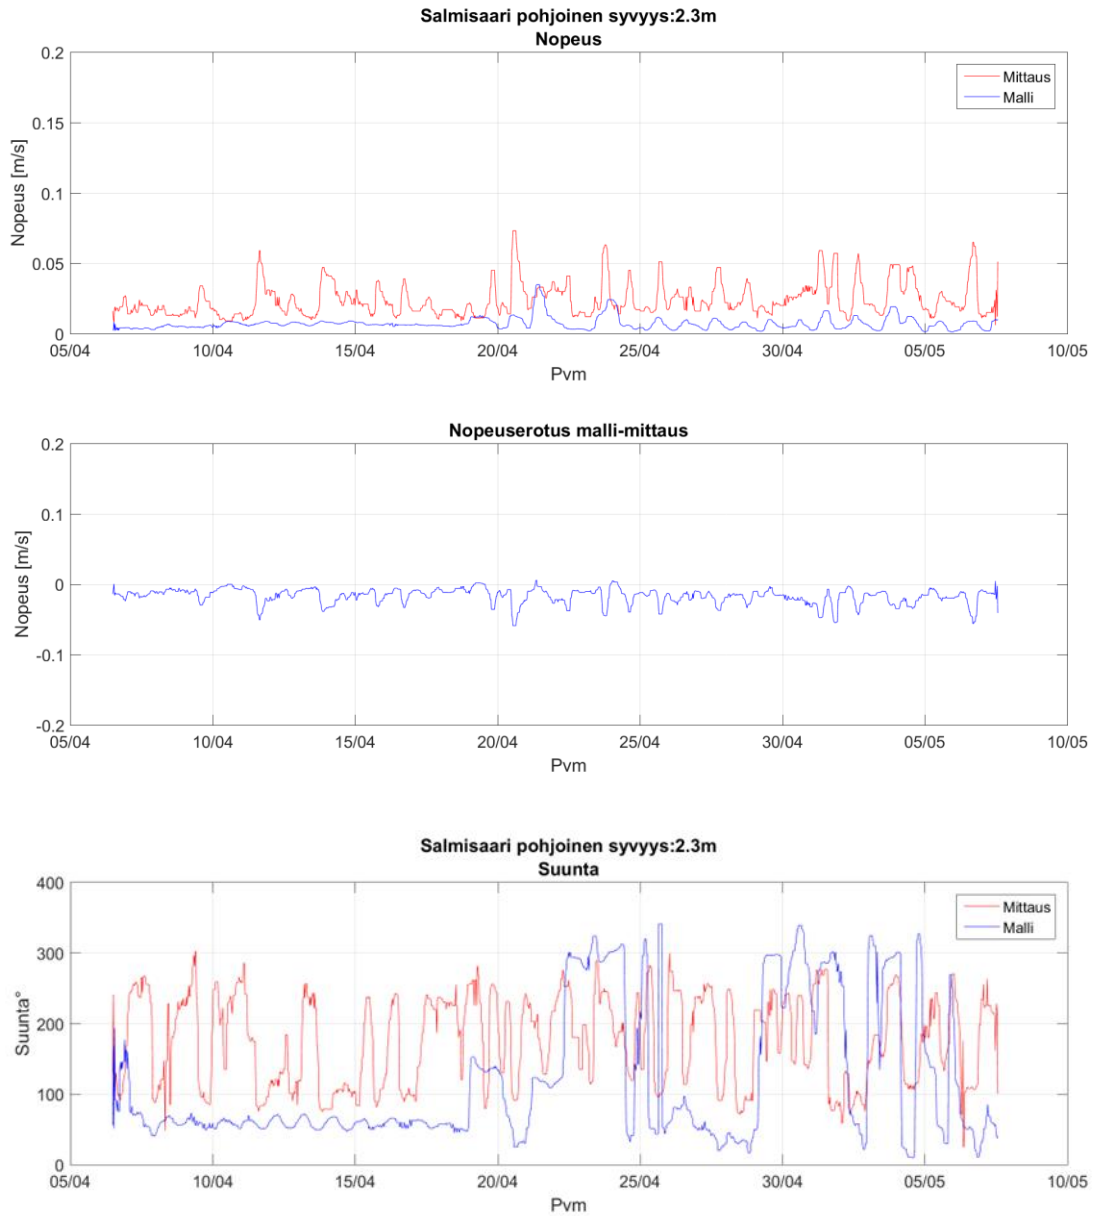 Salmisaari pohjoinen syvyys:2.3m
Nopeus
0.2
0.15
0.1
0.05
0
Nopeus [m/s]
Mittaus
Malli
05/04 10/04 15/04 20/04 25/04 30/04 05/05 10/05
Pvm
Nopeuserotus malli-mittaus
0.2
0.1
0
-0.1
-0.2
Nopeus [m/s]
05/04 10/04 15/04 20/04 25/04 30/04 05/05 10/05
Pvm
Salmisaari pohjoinen syvyys:2.3m
Suunta
400
300
200
100
0
Suunta°
Mittaus
Malli
05/04 10/04 15/04 20/04 25/04 30/04 05/05 10/05
Pvm